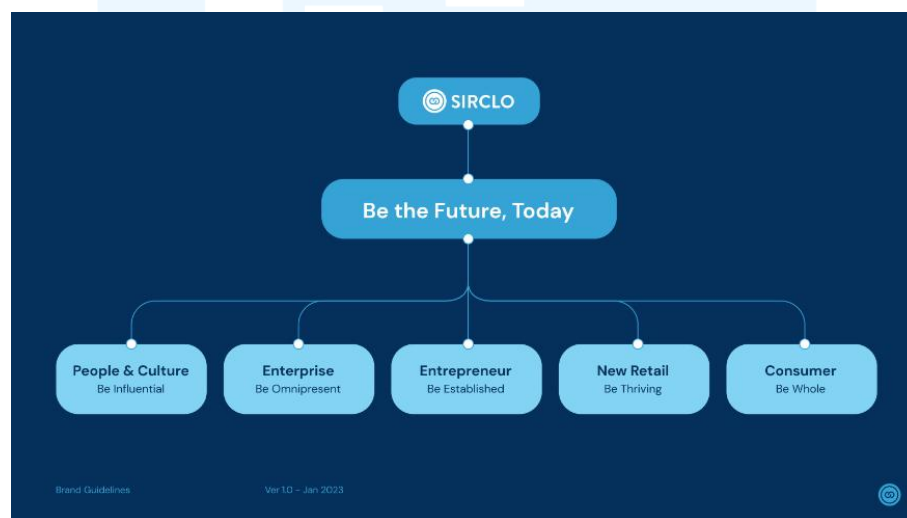 SIRCLO
Be the Future, Today
People & Culture
Be Influential
Enterprise
Be Omnipresent
Entrepreneur
Be Established
New Retail
Be Thriving
Consumer
Be Whole
Brand Guidelines
Ver 1.0 - Jan 2023